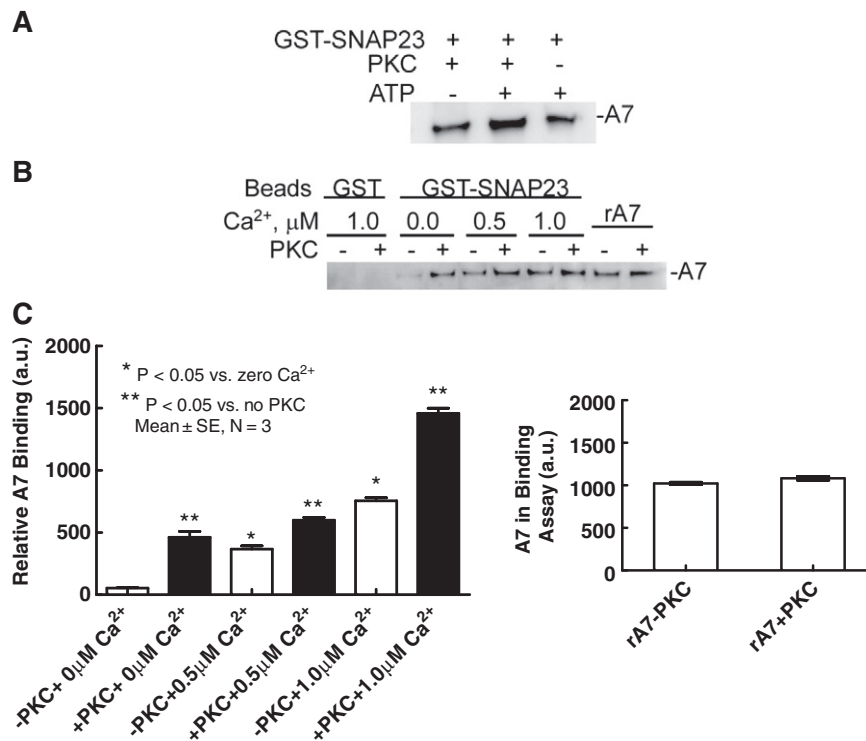 A
GST-SNAP23 + + +
PKC + + -
ATP - + +
-A7
B
Beads GST GST-SNAP23
Ca²⁺, μM 1.0 0.0 0.5 1.0 rA7
PKC - + - + - + - + - +
-A7
C
Relative A7 Binding (a.u.)
2000
1500
1000
500
0
* P < 0.05 vs. zero Ca²⁺
** P < 0.05 vs. no PKC
Mean ± SE, N = 3
** * ** * **
-PKC+ 0μM Ca²⁺
+PKC+ 0μM Ca²⁺
-PKC+0.5μM Ca²⁺
+PKC+0.5μM Ca²⁺
-PKC+1.0μM Ca²⁺
+PKC+1.0μM Ca²⁺
A7 in Binding
Assay (a.u.)
2000
1500
1000
500
0
rA7-PKC
rA7+PKC